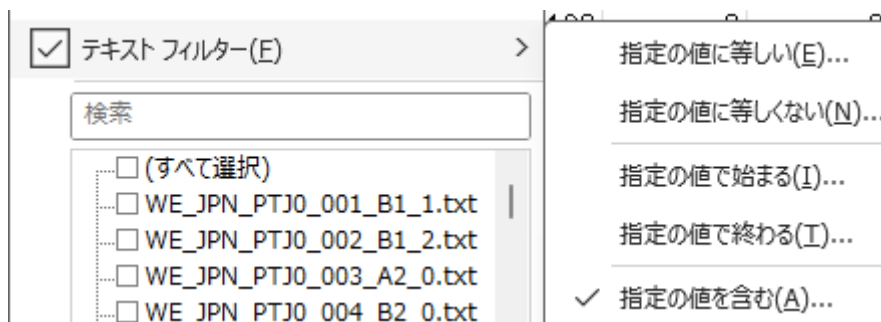 テキスト フィルター(F)
検索
(すべて選択)
WE_JPN_PTJ0_001_B1_1.txt
WE_JPN_PTJ0_002_B1_2.txt
WE_JPN_PTJ0_003_A2_0.txt
WE_JPN_PTJ0_004_B2_0.txt
指定の値に等しい(E)...
指定の値に等しくない(N)...
指定の値で始まる(I)...
指定の値で終わる(T)...
指定の値を含む(A)...